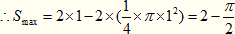 ∴S_max = 2×1−2×(1/4×π×1²) = 2−π/2